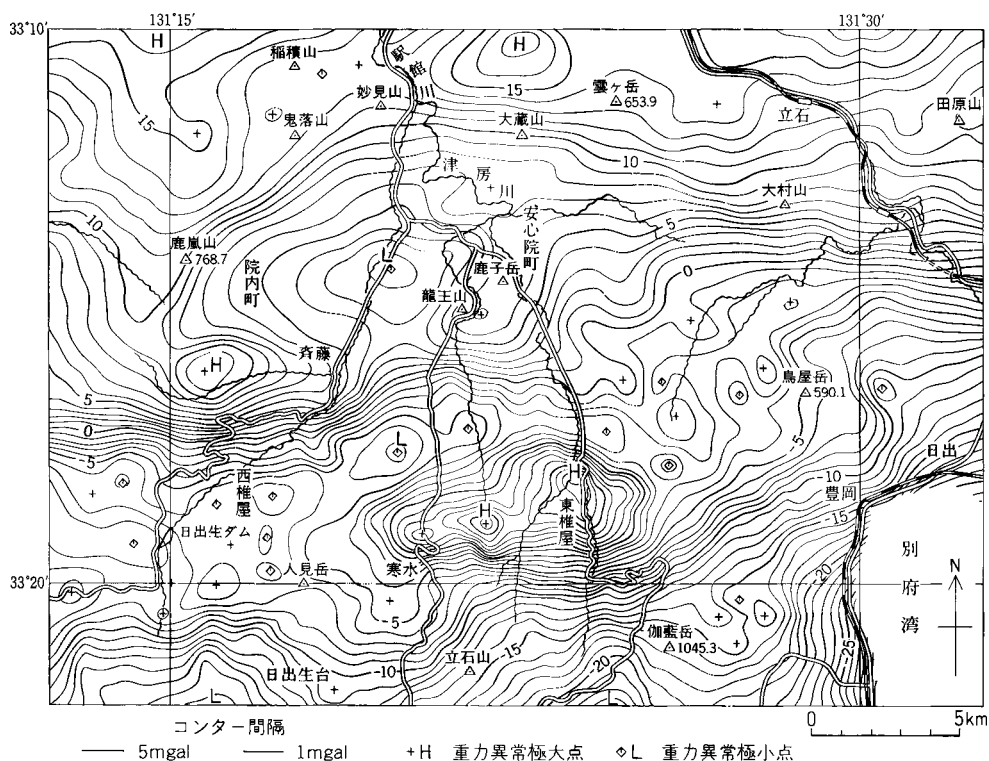 131°15'
131°30'
33°10'
H
H
稲積山
駅館川
妙見山
15
雲ヶ岳
653.9
立石
田原山
15
鬼落山
大蔵山
10
津房川
大村山
10
安心院町
5
鹿嵐山
768.7
院内町
L
鹿子岳
0
龍王山
斉藤
H
鳥屋岳
590.1
5
0
-5
-5
L
日出
西椎屋
H
-10
豊岡
H
東椎屋
-15
日出生ダム
別府湾
人見岳
寒水
-20
N
33°20'
-5
伽藍岳
1045.3
立石山
-15
日出生台
-10
-20
-25
L
L
コンター間隔
0 5km
5mgal 1mgal +H 重力異常極大点 L 重力異常極小点